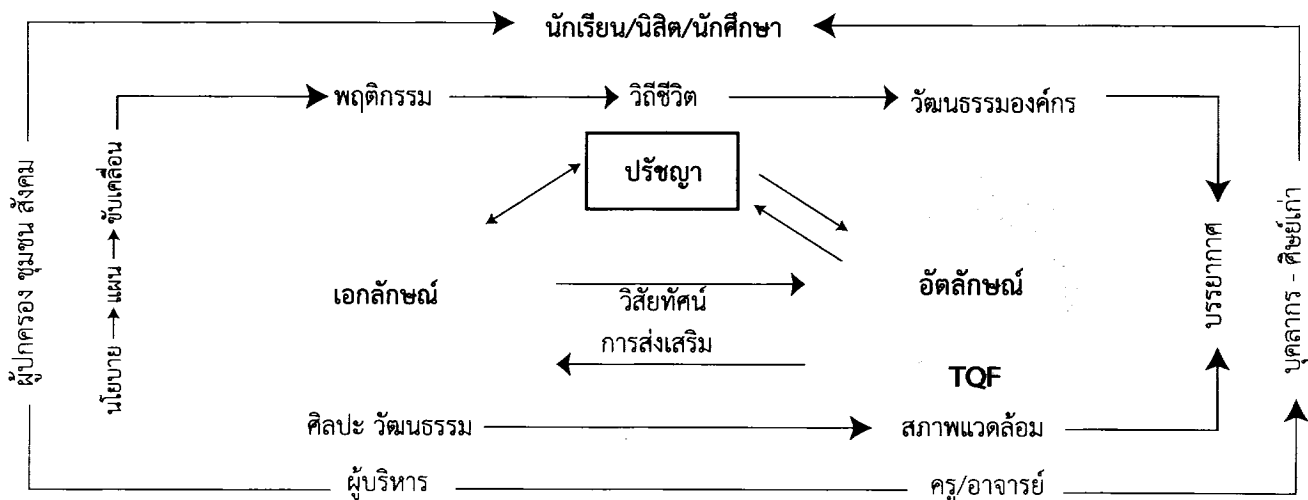 นักเรียน/นิสิต/นักศึกษา
พฤติกรรม
วิถีชีวิต
วัฒนธรรมองค์กร
ปรัชญา
ผู้ปกครอง ชุมชน สังคม
นโยบาย
แผน
ขับเคลื่อน
เอกลักษณ์
วิสัยทัศน์
อัตลักษณ์
การส่งเสริม
TQF
บรรยากาศ
บุคลากร - ศิษย์เก่า
ศิลปะ วัฒนธรรม
สภาพแวดล้อม
ผู้บริหาร
ครู/อาจารย์